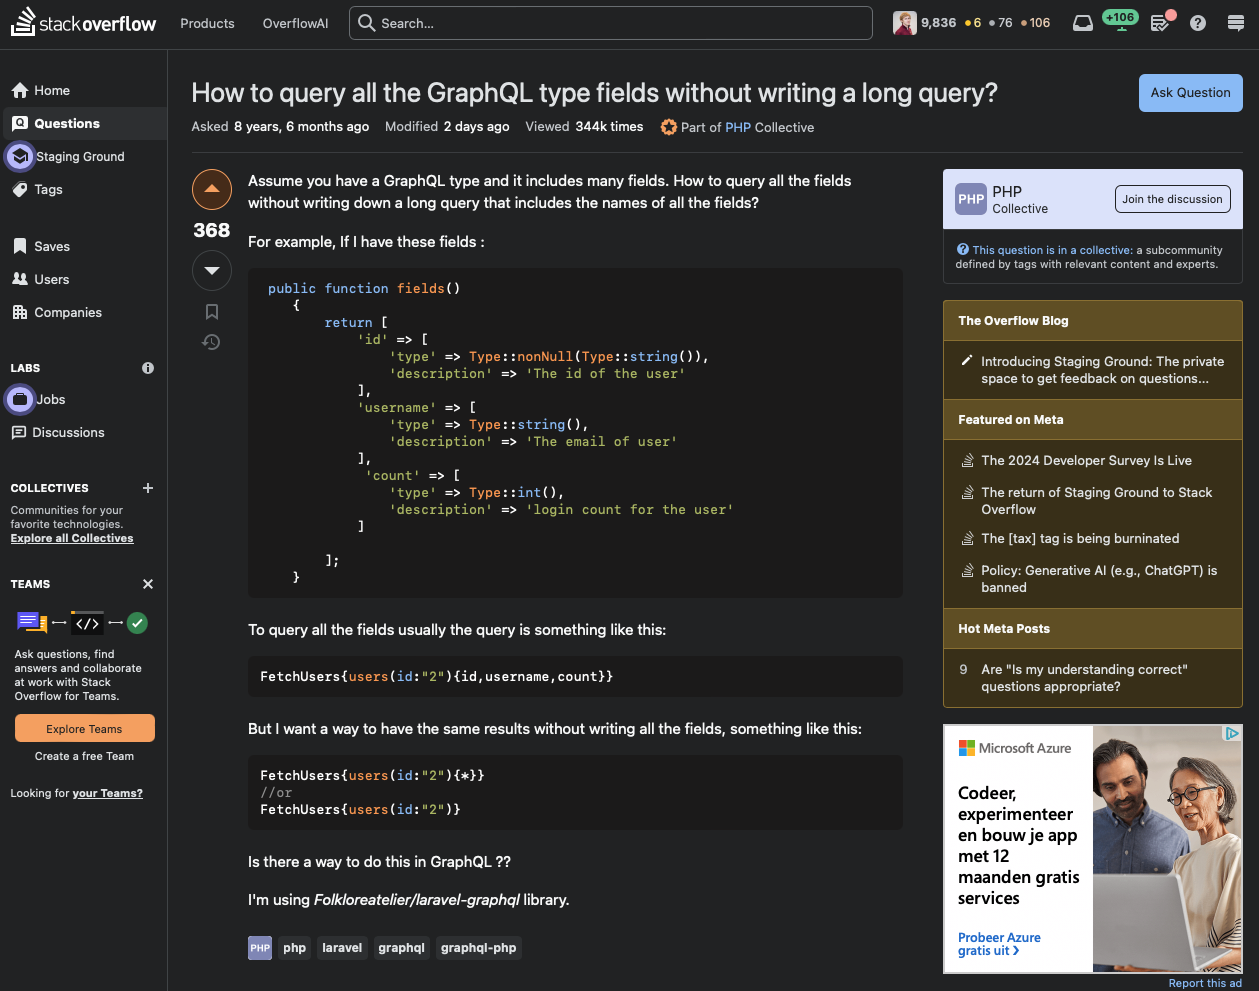 stackoverflow
Products
OverflowAI
Search...
9,836
6
76
106
+106
Home
Questions
Staging Ground
Tags
Saves
Users
Companies
LABS
Jobs
Discussions
COLLECTIVES
Communities for your
favorite technologies.
Explore all Collectives
TEAMS
</>
Ask questions, find
answers and collaborate
at work with Stack
Overflow for Teams.
Explore Teams
Create a free Team
Looking for your Teams?
How to query all the GraphQL type fields without writing a long query?
Ask Question
Asked 8 years, 6 months ago Modified 2 days ago Viewed 344k times Part of PHP Collective
368
Assume you have a GraphQL type and it includes many fields. How to query all the fields
without writing down a long query that includes the names of all the fields?
For example, If I have these fields :
public function fields()
{
return [
'id' => [
'type' => Type::nonNull(Type::string()),
'description' => 'The id of the user'
],
'username' => [
'type' => Type::string(),
'description' => 'The email of user'
],
'count' => [
'type' => Type::int(),
'description' => 'login count for the user'
]
];
}
To query all the fields usually the query is something like this:
FetchUsers{users(id:"2"){id,username,count}}
But I want a way to have the same results without writing all the fields, something like this:
FetchUsers{users(id:"2"){*}}
//or
FetchUsers{users(id:"2")}
Is there a way to do this in GraphQL ??
I'm using Folkloreatelier/laravel-graphql library.
PHP
php
laravel
graphql
graphql-php
PHP
PHP
Collective
Join the discussion
This question is in a collective: a subcommunity
defined by tags with relevant content and experts.
The Overflow Blog
Introducing Staging Ground: The private
space to get feedback on questions...
Featured on Meta
The 2024 Developer Survey Is Live
The return of Staging Ground to Stack
Overflow
The [tax] tag is being burninated
Policy: Generative AI (e.g., ChatGPT) is
banned
Hot Meta Posts
9 Are "Is my understanding correct"
questions appropriate?
Microsoft Azure
Codeer,
experimenteer
en bouw je app
met 12
maanden gratis
services
Probeer Azure
gratis uit >
Report this ad